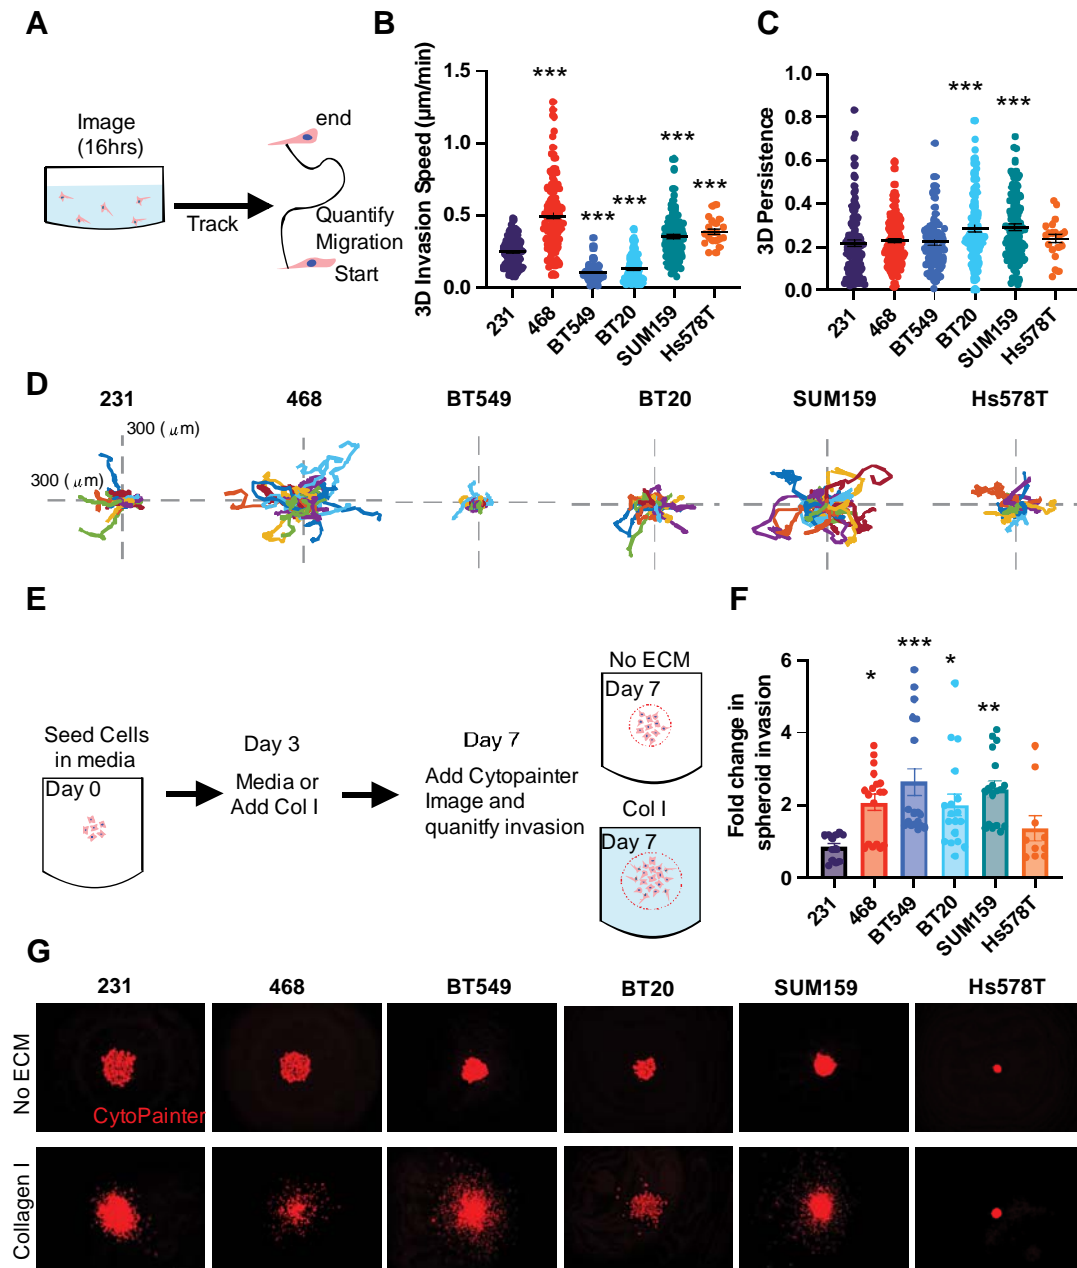 A
Image
(16hrs)
Track
end
Quantify
Migration
Start
B
3D Invasion Speed (μm/min)
1.5
1.0
0.5
0.0
***
***
***
***
***
231
468
BT549
BT20
SUM159
Hs578T
C
3D Persistence
1.0
0.8
0.6
0.4
0.2
0.0
***
***
231
468
BT549
BT20
SUM159
Hs578T
D
231
468
BT549
BT20
SUM159
Hs578T
300 (μm)
300 (μm)
E
Seed Cells
in media
Day 0
Day 3
Media or
Add Col I
Day 7
Add Cytopainter
Image and
quanitfy invasion
No ECM
Day 7
Col I
Day 7
F
Fold change in
spheroid invasion
6
4
2
0
*
***
*
**
231
468
BT549
BT20
SUM159
Hs578T
G
231
468
BT549
BT20
SUM159
Hs578T
No ECM
CytoPainter
Collagen I